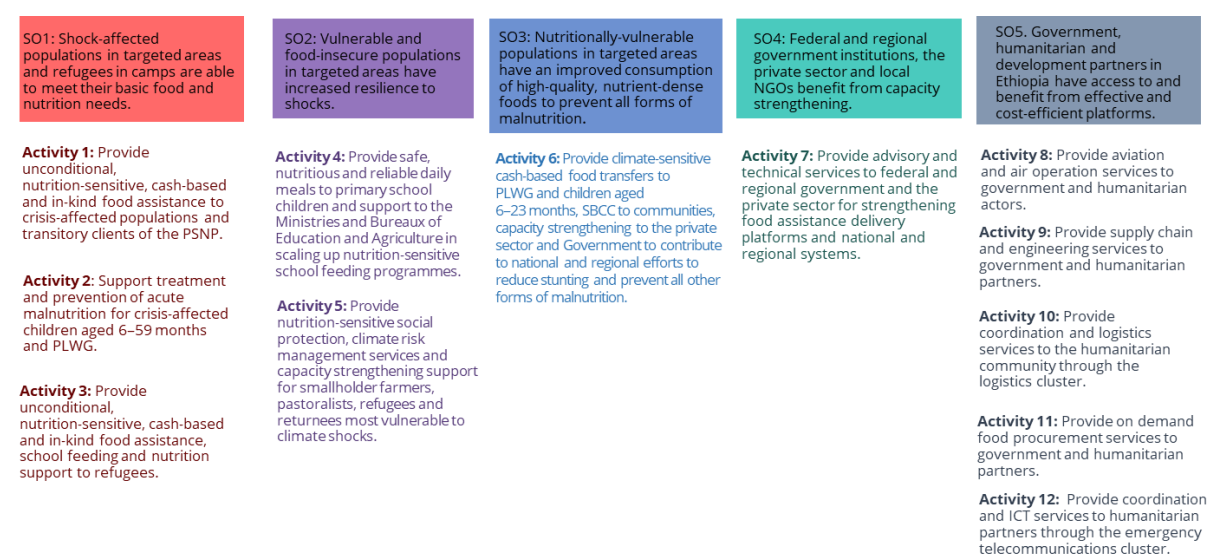 SO1: Shock-affected
populations in targeted areas
and refugees in camps are able
to meet their basic food and
nutrition needs.
Activity 1: Provide
unconditional,
nutrition-sensitive, cash-based
and in-kind food assistance to
crisis-affected populations and
transitory clients of the PSNP.
Activity 2: Support treatment
and prevention of acute
malnutrition for crisis-affected
children aged 6–59 months
and PLWG.
Activity 3: Provide
unconditional,
nutrition-sensitive, cash-based
and in-kind food assistance,
school feeding and nutrition
support to refugees.
SO2: Vulnerable and
food-insecure populations
in targeted areas have
increased resilience to
shocks.
Activity 4: Provide safe,
nutritious and reliable daily
meals to primary school
children and support to the
Ministries and Bureaux of
Education and Agriculture in
scaling up nutrition-sensitive
school feeding programmes.
Activity 5: Provide
nutrition-sensitive social
protection, climate risk
management services and
capacity strengthening support
for smallholder farmers,
pastoralists, refugees and
returnees most vulnerable to
climate shocks.
SO3: Nutritionally-vulnerable
populations in targeted areas
have an improved consumption
of high-quality, nutrient-dense
foods to prevent all forms of
malnutrition.
Activity 6: Provide climate-sensitive
cash-based food transfers to
PLWG and children aged
6–23 months, SBCC to communities,
capacity strengthening to the private
sector and Government to contribute
to national and regional efforts to
reduce stunting and prevent all other
forms of malnutrition.
SO4: Federal and regional
government institutions, the
private sector and local
NGOs benefit from capacity
strengthening.
Activity 7: Provide advisory and
technical services to federal and
regional government and the
private sector for strengthening
food assistance delivery
platforms and national and
regional systems.
SO5. Government,
humanitarian and
development partners in
Ethiopia have access to and
benefit from effective and
cost-efficient platforms.
Activity 8: Provide aviation
and air operation services to
government and humanitarian
actors.
Activity 9: Provide supply chain
and engineering services to
government and humanitarian
partners.
Activity 10: Provide
coordination and logistics
services to the humanitarian
community through the
logistics cluster.
Activity 11: Provide on demand
food procurement services to
government and humanitarian
partners.
Activity 12: Provide coordination
and ICT services to humanitarian
partners through the emergency
telecommunications cluster.